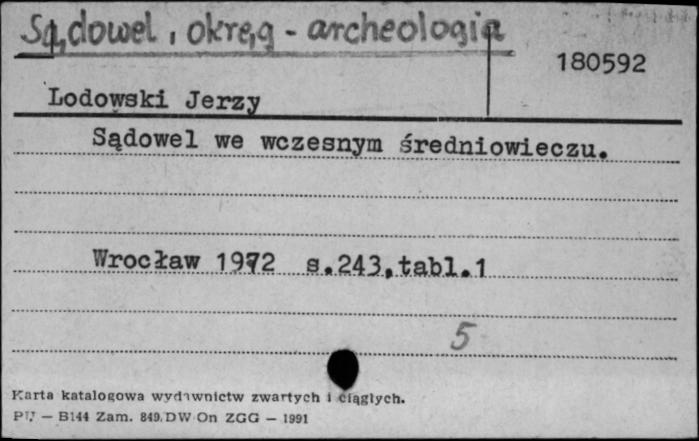 Sądowel, okręg - archeologia
180592
Lodowski Jerzy
Sądowel we wczesnym średniowieczu.
Wrocław 1972 s.243, tabl.1
5
Karta katalogowa wydawnictw zwartych i ciągłych.
PU — B144 Zam. 849. DW On ZGG — 1991